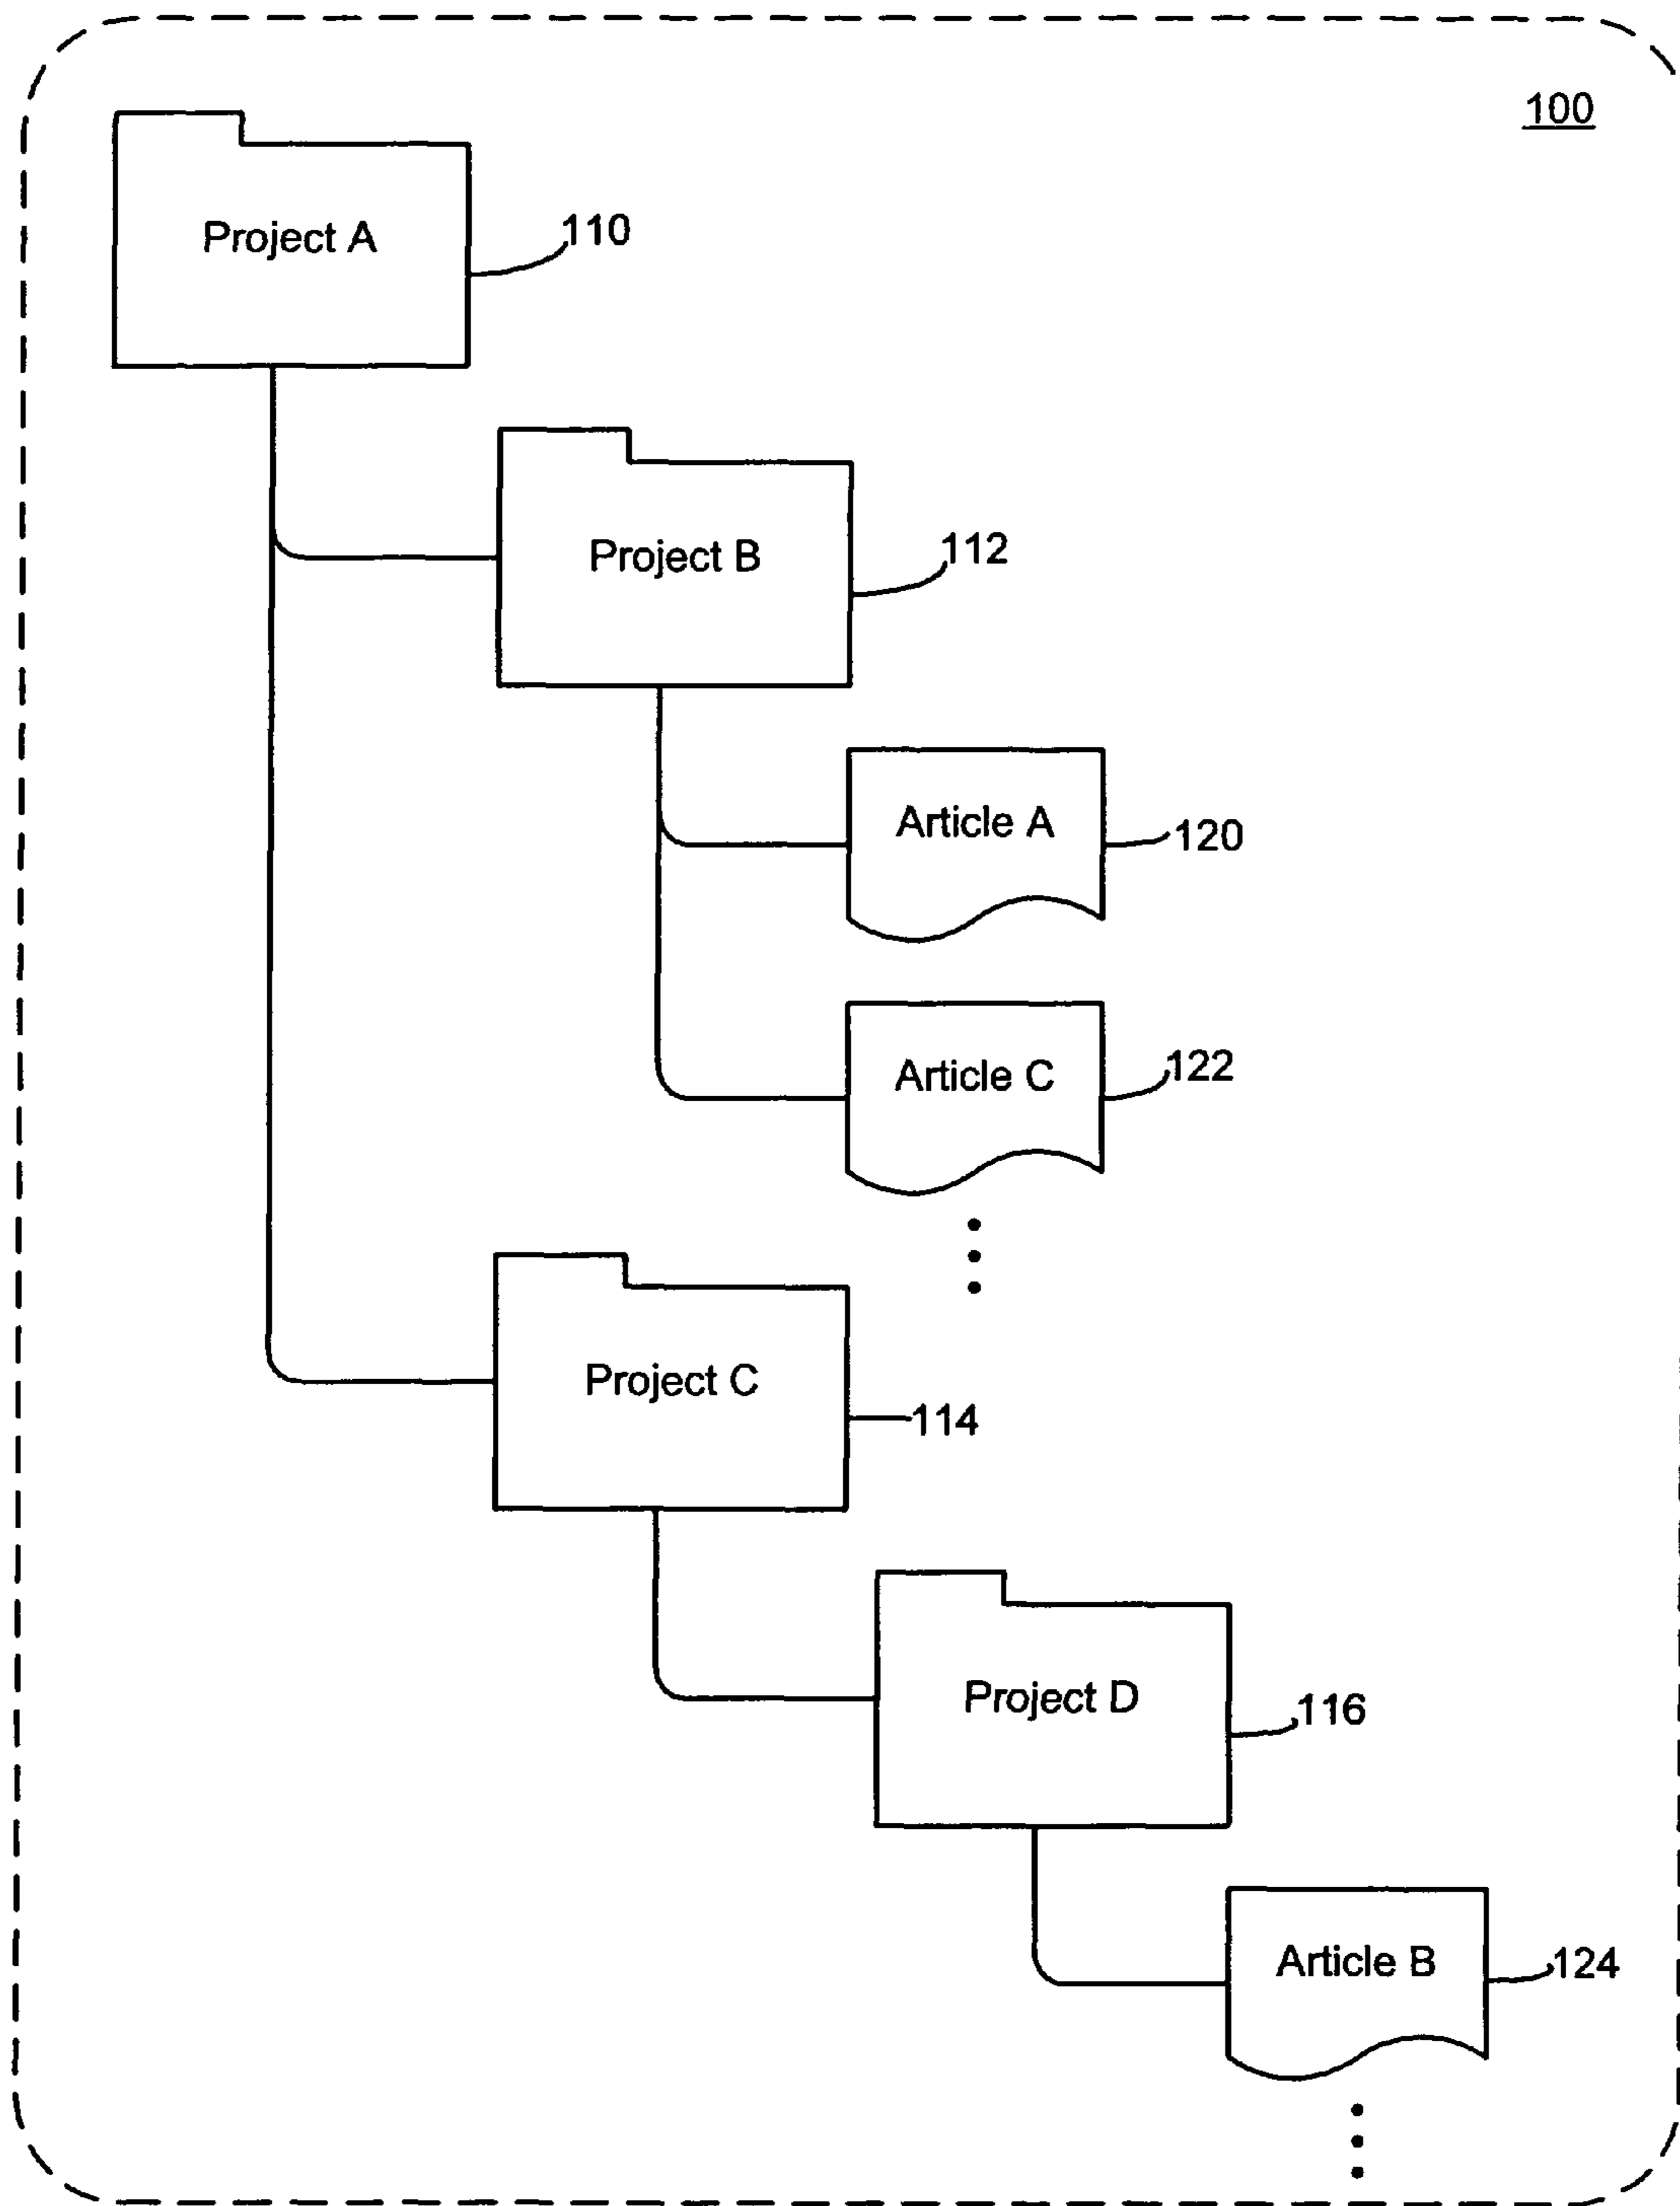 100
Project A
110
Project B
112
Article A
120
Article C
122
Project C
114
Project D
116
Article B
124